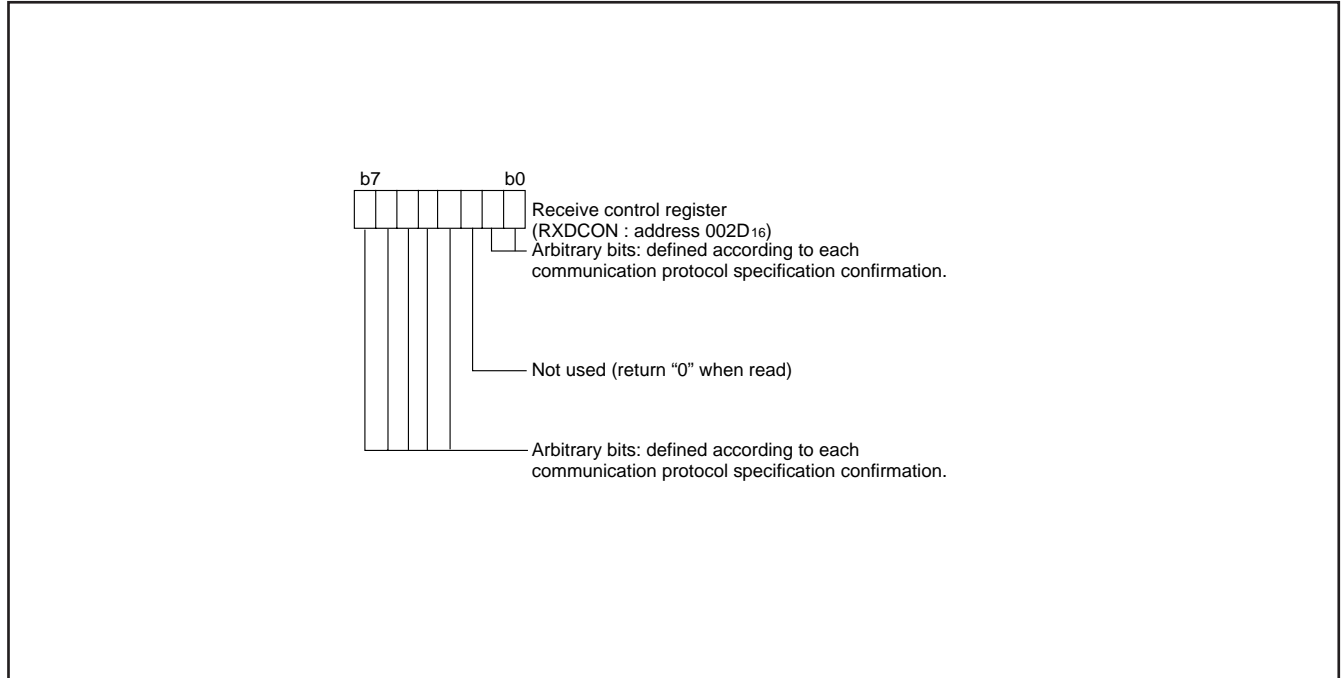 b7 b0
Receive control register
(RXDCON : address 002D16)
Arbitrary bits: defined according to each
communication protocol specification confirmation.
Not used (return “0” when read)
Arbitrary bits: defined according to each
communication protocol specification confirmation.